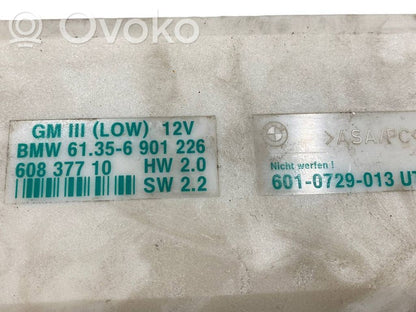 OVOKO
GM III (LOW) 12V
BMW 61.35-6 901 226
608 377 10 HW 2.0
SW 2.2
>ASA/PC
Nicht werfen !
601-0729-013